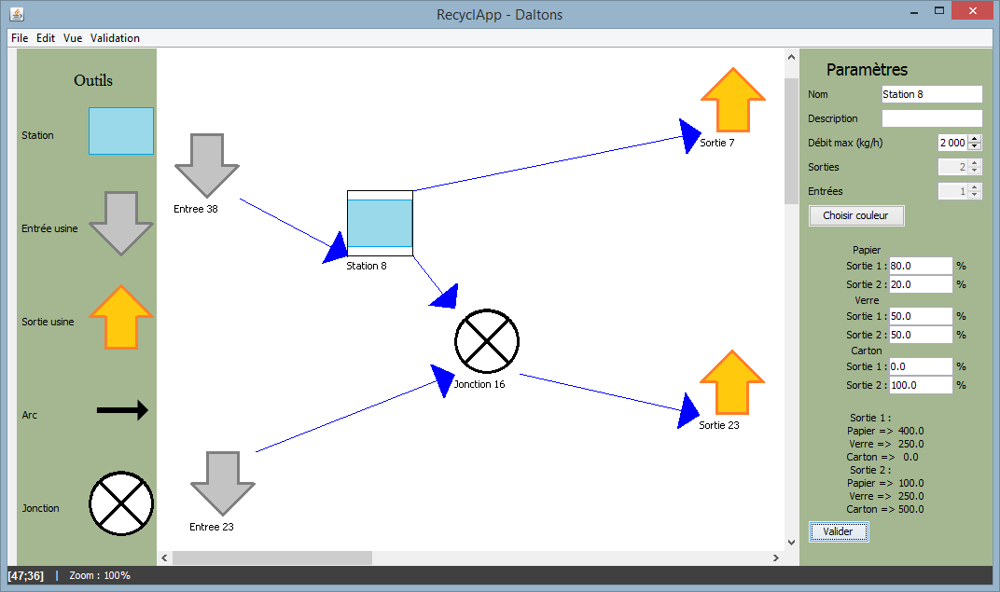 RecyclApp - Daltons
File Edit Vue Validation
Outils
Station
Entrée usine
Sortie usine
Arc
Jonction
Entree 38
Station 8
Sortie 7
Jonction 16
Sortie 23
Entree 23
Paramètres
Nom Station 8
Description
Débit max (kg/h) 2 000
Sorties 2
Entrées 1
Choisir couleur
Papier
Sortie 1 : 80.0 %
Sortie 2 : 20.0 %
Verre
Sortie 1 : 50.0 %
Sortie 2 : 50.0 %
Carton
Sortie 1 : 0.0 %
Sortie 2 : 100.0 %
Sortie 1 :
Papier => 400.0
Verre => 250.0
Carton => 0.0
Sortie 2 :
Papier => 100.0
Verre => 250.0
Carton => 500.0
Valider
[47;36] | Zoom : 100%